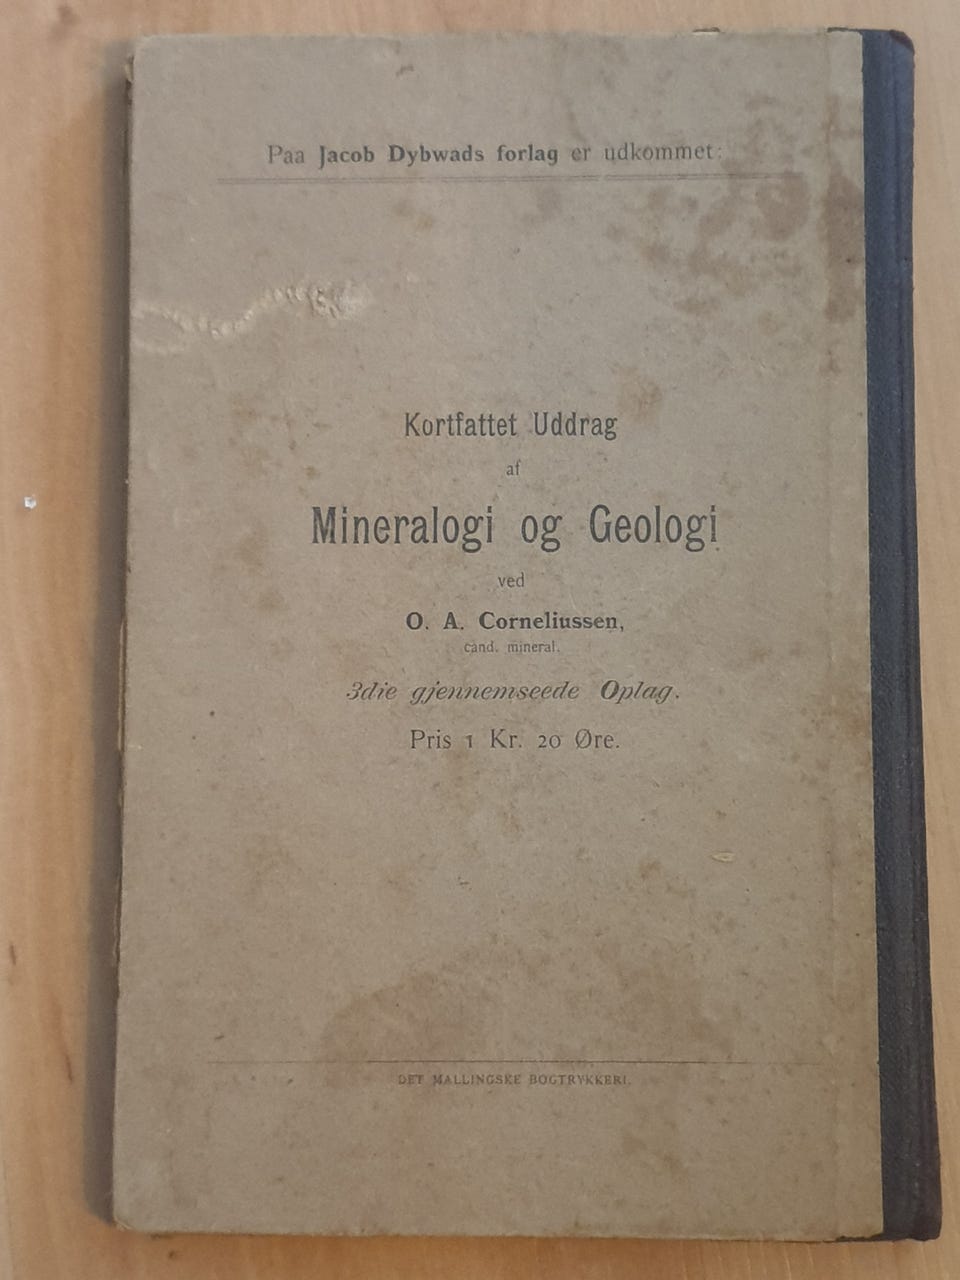 Paa Jacob Dybwads forlag er udkommet:
Kortfattet Uddrag
af
Mineralogi og Geologi
ved
O. A. Corneliussen,
cand. mineral.
3die gjennemseede Oplag.
Pris 1 Kr. 20 Øre.
DET MALLINGSKE BOGTRYKKERI.